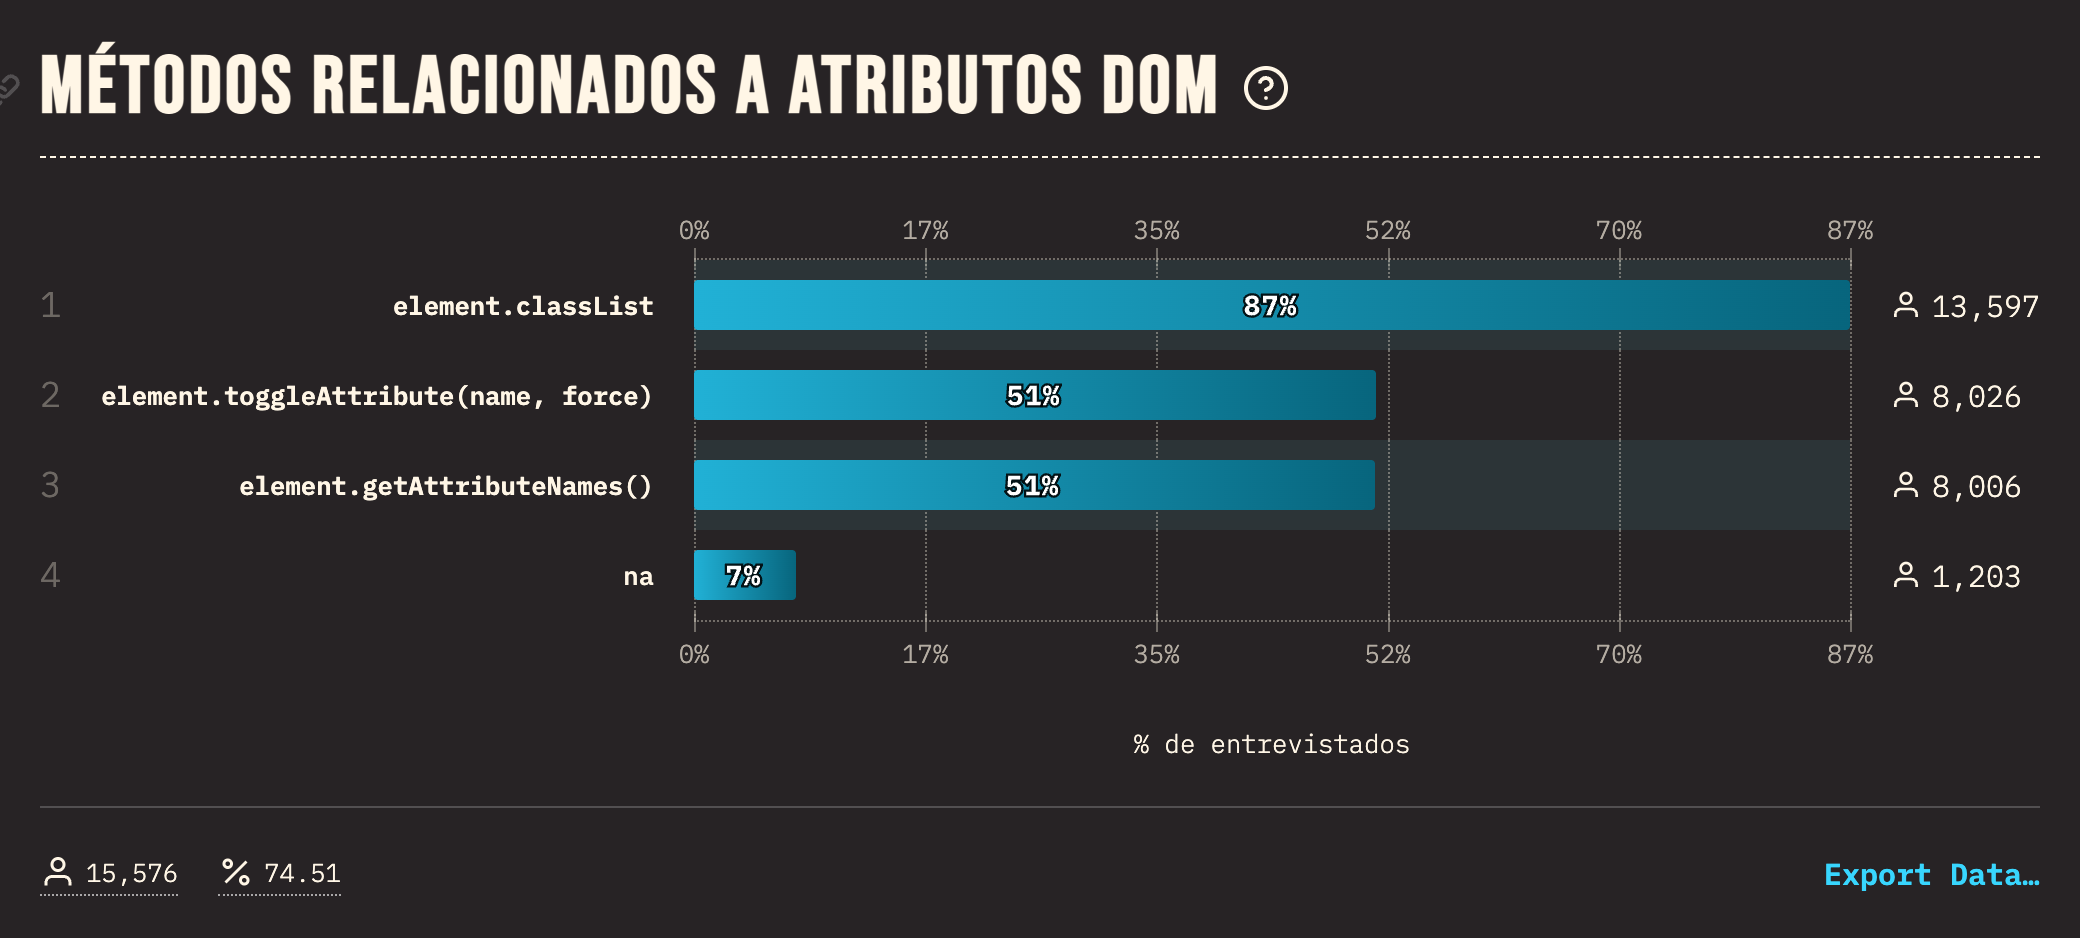 MÉTODOS RELACIONADOS A ATRIBUTOS DOM
0% 17% 35% 52% 70% 87%
1 element.classList 87% 13,597
2 element.toggleAttribute(name, force) 51% 8,026
3 element.getAttributeNames() 51% 8,006
4 na 7% 1,203
0% 17% 35% 52% 70% 87%
% de entrevistados
15,576 % 74.51 Export Data…